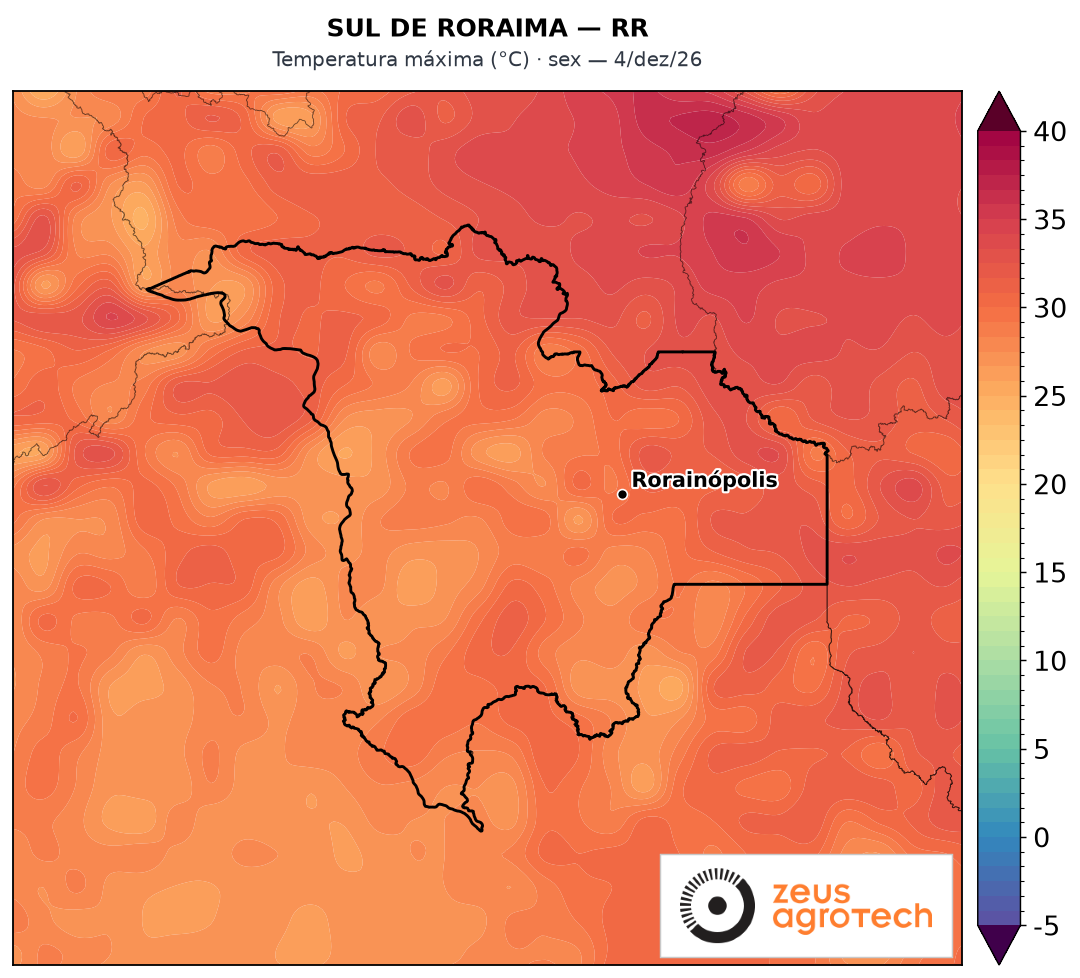 SUL DE RORAIMA — RR
Temperatura máxima (°C) · sex — 4/dez/26
40
35
30
25
20
15
10
5
0
-5
Rorainópolis
zeus
agrotech